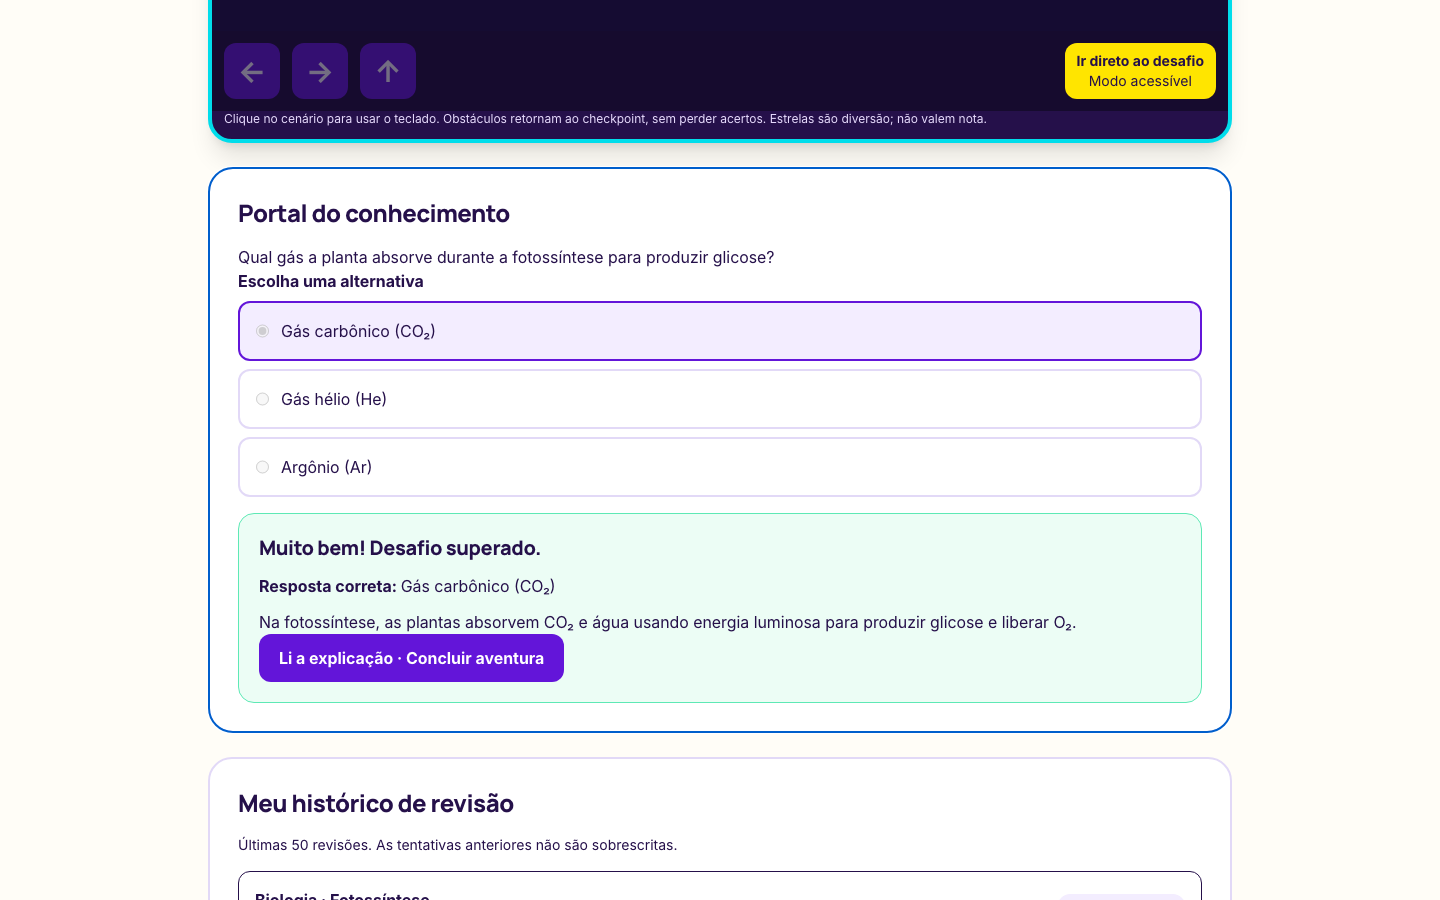 Ir direto ao desafio
Modo acessível
Clique no cenário para usar o teclado. Obstáculos retornam ao checkpoint, sem perder acertos. Estrelas são diversão; não valem nota.
Portal do conhecimento
Qual gás a planta absorve durante a fotossíntese para produzir glicose?
Escolha uma alternativa
Gás carbônico (CO₂)
Gás hélio (He)
Argônio (Ar)
Muito bem! Desafio superado.
Resposta correta: Gás carbônico (CO₂)
Na fotossíntese, as plantas absorvem CO₂ e água usando energia luminosa para produzir glicose e liberar O₂.
Li a explicação · Concluir aventura
Meu histórico de revisão
Últimas 50 revisões. As tentativas anteriores não são sobrescritas.
Biologia · Fotossíntese